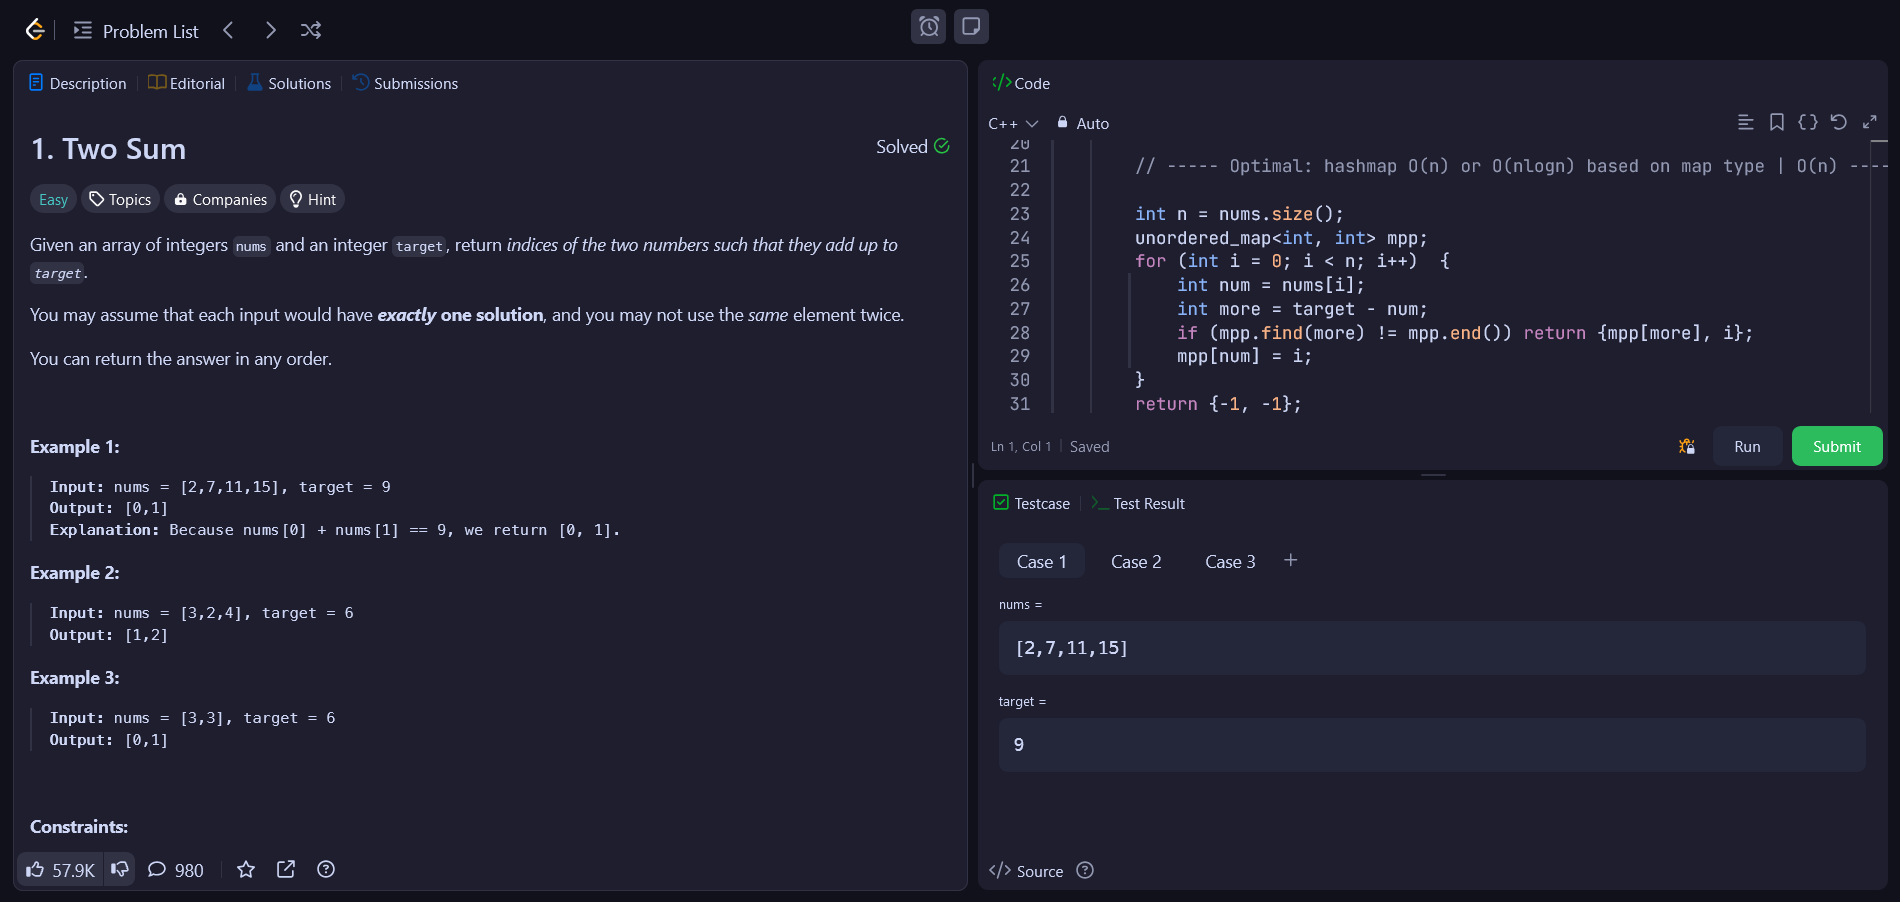 Problem List
Description
Editorial
Solutions
Submissions
1. Two Sum
Solved
Easy
Topics
Companies
Hint
Given an array of integers nums and an integer target, return indices of the two numbers such that they add up to
target.
You may assume that each input would have exactly one solution, and you may not use the same element twice.
You can return the answer in any order.
Example 1:
Input: nums = [2,7,11,15], target = 9
Output: [0,1]
Explanation: Because nums[0] + nums[1] == 9, we return [0, 1].
Example 2:
Input: nums = [3,2,4], target = 6
Output: [1,2]
Example 3:
Input: nums = [3,3], target = 6
Output: [0,1]
Constraints:
57.9K
980
Code
C++
Auto
20
21 // ----- Optimal: hashmap O(n) or O(nlogn) based on map type | O(n) ----
22
23 int n = nums.size();
24 unordered_map<int, int> mpp;
25 for (int i = 0; i < n; i++)  {
26 int num = nums[i];
27 int more = target - num;
28 if (mpp.find(more) != mpp.end()) return {mpp[more], i};
29 mpp[num] = i;
30 }
31 return {-1, -1};
Ln 1, Col 1
Saved
Run
Submit
Testcase
Test Result
Case 1
Case 2
Case 3
nums =
[2,7,11,15]
target =
9
Source